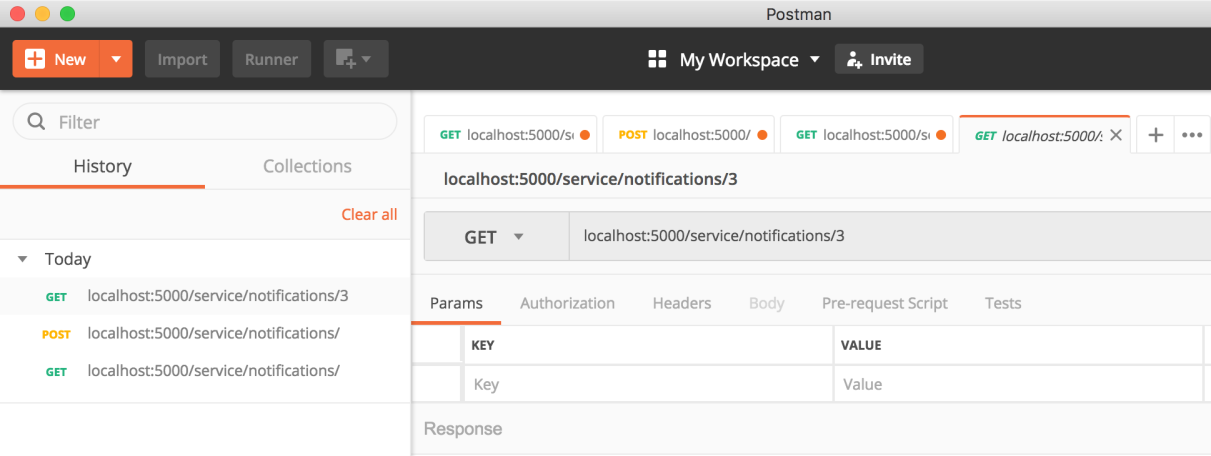 Postman
New
Import
Runner
My Workspace
Invite
Filter
History
Collections
Clear all
Today
GET localhost:5000/service/notifications/3
POST localhost:5000/service/notifications/
GET localhost:5000/service/notifications/
GET localhost:5000/se
POST localhost:5000/
GET localhost:5000/se
GET localhost:5000/s
localhost:5000/service/notifications/3
GET localhost:5000/service/notifications/3
Params Authorization Headers Body Pre-request Script Tests
KEY VALUE
Key Value
Response